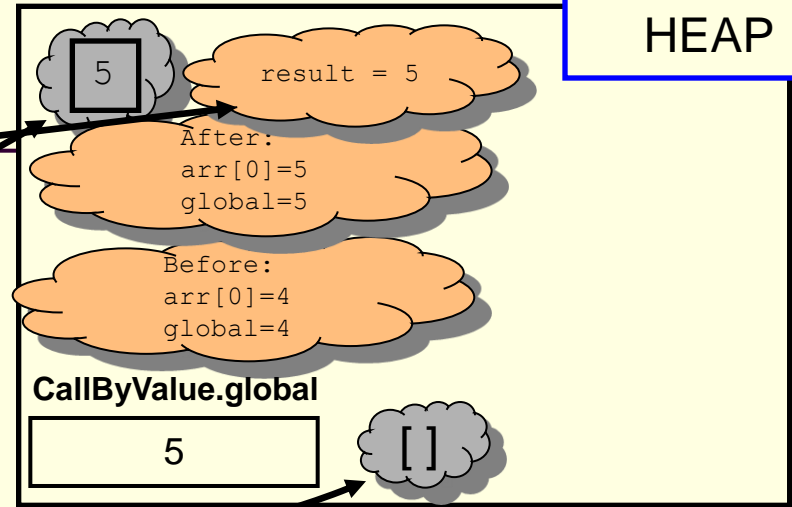 HEAP
5
result = 5
After:
arr[0]=5
global=5
Before:
arr[0]=4
global=4
CallByValue.global
5
[]